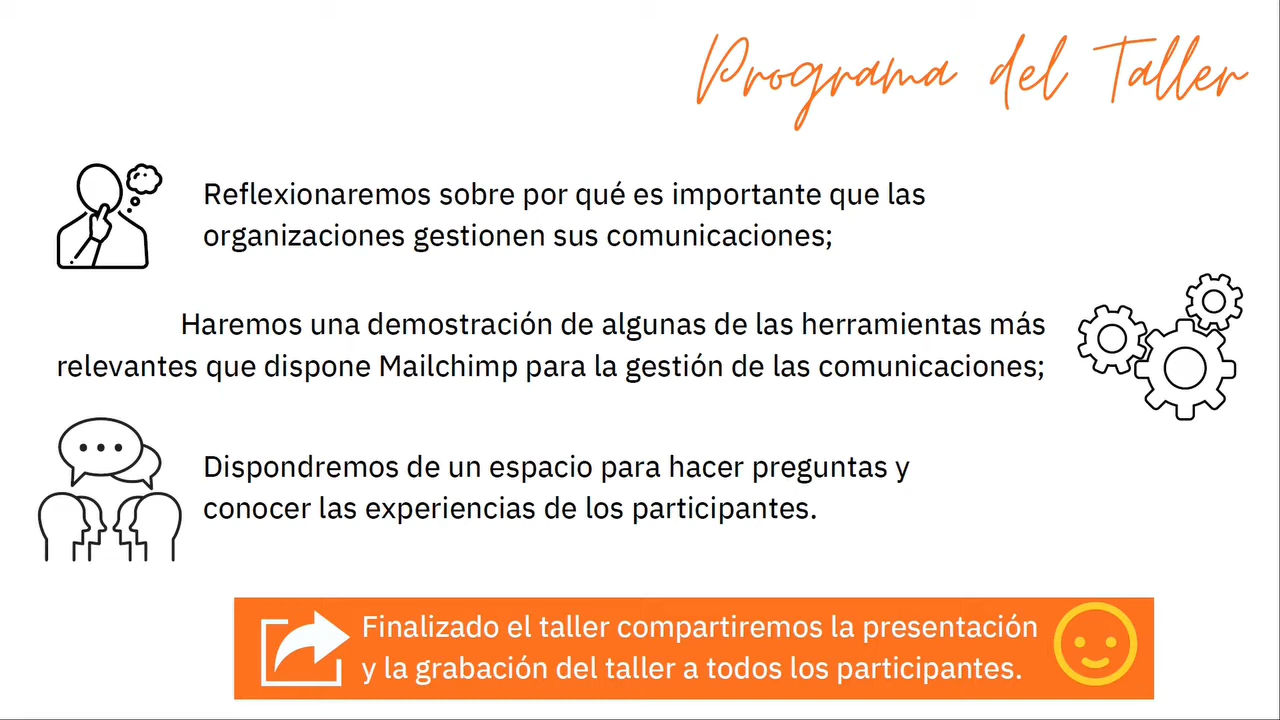 Programa del Taller
Reflexionaremos sobre por qué es importante que las
organizaciones gestionen sus comunicaciones;
Haremos una demostración de algunas de las herramientas más
relevantes que dispone Mailchimp para la gestión de las comunicaciones;
Dispondremos de un espacio para hacer preguntas y
conocer las experiencias de los participantes.
Finalizado el taller compartiremos la presentación
y la grabación del taller a todos los participantes.